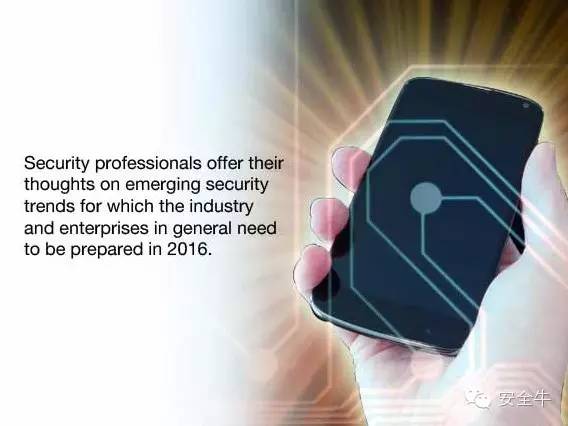 Security professionals offer their
thoughts on emerging security
trends for which the industry
and enterprises in general need
to be prepared in 2016.
安全牛